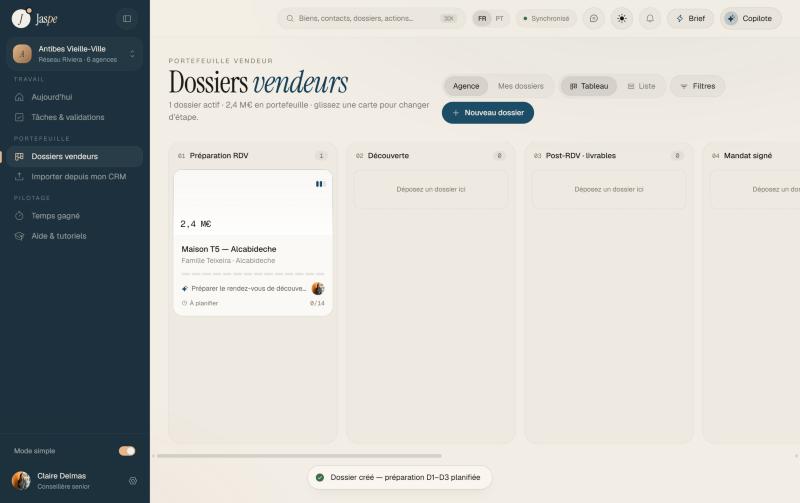 Jaspe
Biens, contacts, dossiers, actions…
⌘K
FR PT
Synchronisé
Brief
Copilote
Antibes Vieille-Ville
Réseau Riviera · 6 agences
TRAVAIL
Aujourd'hui
Tâches & validations
PORTEFEUILLE
Dossiers vendeurs
Importer depuis mon CRM
PILOTAGE
Temps gagné
Aide & tutoriels
Mode simple
Claire Delmas
Conseillère senior
PORTEFEUILLE VENDEUR
Dossiers vendeurs
1 dossier actif · 2,4 M€ en portefeuille · glissez une carte pour changer
d'étape.
Agence Mes dossiers
Tableau Liste
Filtres
+ Nouveau dossier
01 Préparation RDV 1
2,4 M€
Maison T5 — Alcabideche
Famille Teixeira · Alcabideche
Préparer le rendez-vous de découve…
À planifier 0/14
02 Découverte 0
Déposez un dossier ici
03 Post-RDV · livrables 0
Déposez un dossier ici
04 Mandat signé
Déposez un dos
Dossier créé — préparation D1–D3 planifiée